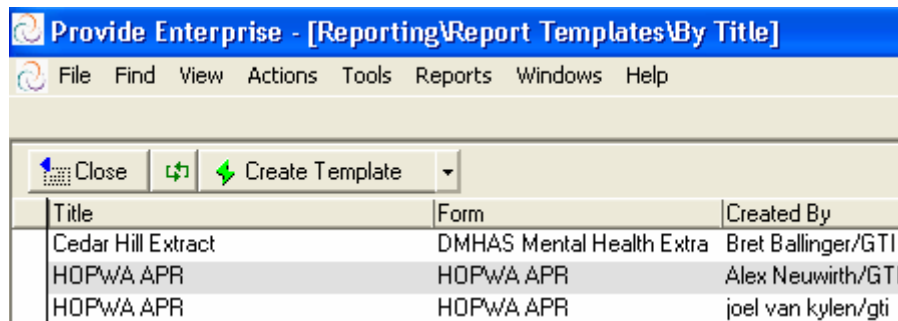 Provide Enterprise - [Reporting\Report Templates\By Title]
File Find View Actions Tools Reports Windows Help
Close Create Template
Title Form Created By
Cedar Hill Extract DMHAS Mental Health Extra Bret Ballinger/GTI
HOPWA APR HOPWA APR Alex Neuwirth/GTI
HOPWA APR HOPWA APR joel van kylen/gti